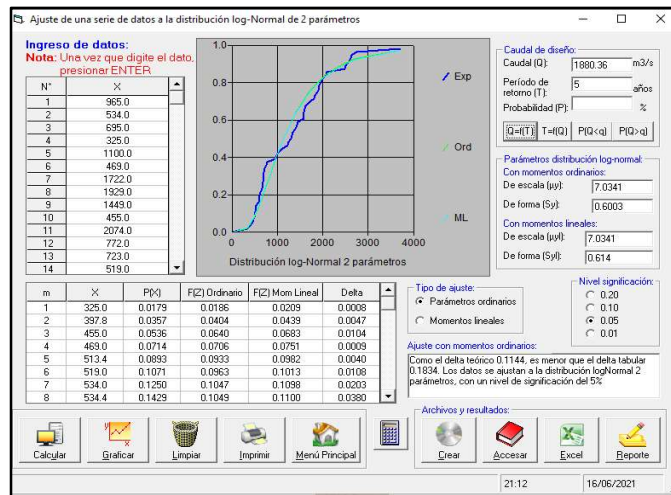 Ajuste de una serie de datos a la distribución log-Normal de 2 parámetros
Ingreso de datos:
Nota: Una vez que digite el dato,
presionar ENTER
N° X
1 965.0
2 534.0
3 695.0
4 325.0
5 1100.0
6 469.0
7 1722.0
8 1929.0
9 1449.0
10 455.0
11 2074.0
12 772.0
13 723.0
14 519.0
1.0
0.8
0.6
0.4
0.2
0.0
0 1000 2000 3000 4000
Distribución log-Normal 2 parámetros
Exp
Ord
ML
Caudal de diseño:
Caudal (Q): 1880.36 m3/s
Período de
retorno (T): 5 años
Probabilidad (P): %
Q=f(T) T=f(Q) P(Q<q) P(Q>q)
Parámetros distribución log-normal:
Con momentos ordinarios:
De escala (µy): 7.0341
De forma (Sy): 0.6003
Con momentos lineales:
De escala (µyl): 7.0341
De forma (Syl): 0.614
m X P(X) F(Z) Ordinario F(Z) Mom Lineal Delta
1 325.0 0.0179 0.0186 0.0209 0.0008
2 397.8 0.0357 0.0404 0.0439 0.0047
3 455.0 0.0536 0.0640 0.0683 0.0104
4 469.0 0.0714 0.0706 0.0751 0.0009
5 513.4 0.0893 0.0933 0.0982 0.0040
6 519.0 0.1071 0.0963 0.1013 0.0108
7 534.0 0.1250 0.1047 0.1098 0.0203
8 534.4 0.1429 0.1049 0.1100 0.0380
Tipo de ajuste:
Parámetros ordinarios
Momentos lineales
Nivel significación:
0.20
0.10
0.05
0.01
Ajuste con momentos ordinarios:
Como el delta teórico 0.1144, es menor que el delta tabular
0.1834. Los datos se ajustan a la distribución logNormal 2
parámetros, con un nivel de significación del 5%
Archivos y resultados:
Calcular Graficar Limpiar Imprimir Menú Principal Crear Accesar Excel Reporte
21:12 16/06/2021